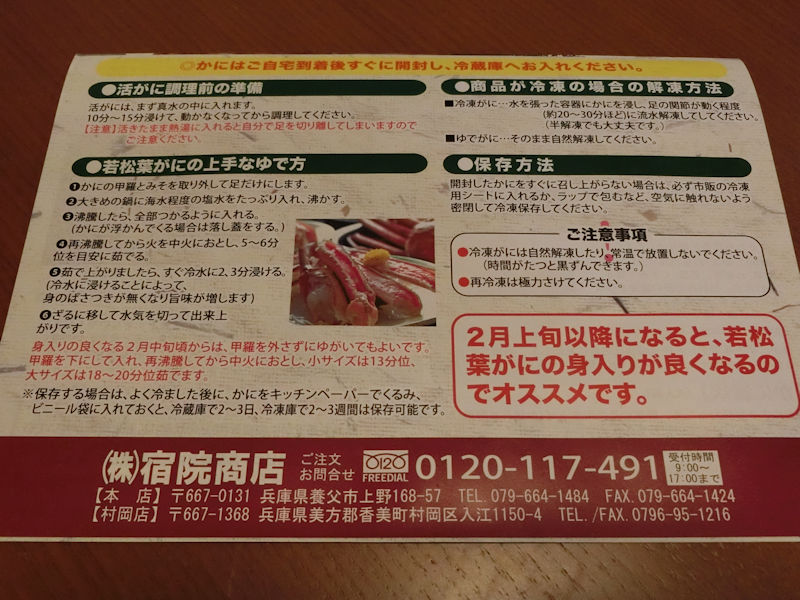 ◎かにはご自宅到着後すぐに開封し、冷蔵庫へお入れください。
●活がに調理前の準備
活がには、まず真水の中に入れます。
10分〜15分浸けて、動かなくなってから調理してください。
【注意】活きたまま熱湯に入れると自分で足を切り離してしまいますので
ご注意ください。
●若松葉がにの上手なゆで方
❶かにの甲羅とみそを取り外して足だけにします。
❷大きめの鍋に海水程度の塩水をたっぷり入れ、沸かす。
❸沸騰したら、全部つかるように入れる。
(かにが浮かんでくる場合は落し蓋をする。)
❹再沸騰してから火を中火におとし、5〜6分
位を目安に茹でる。
❺茹で上がりましたら、すぐ冷水に2、3分浸ける。
(冷水に浸けることによって、
身のぱさつきが無くなり旨味が増します)
❻ざるに移して水気を切って出来上
がりです。
身入りの良くなる2月中旬頃からは、甲羅を外さずにゆがいてもよいです。
甲羅を下にして入れ、再沸騰してから中火におとし、小サイズは13分位、
大サイズは18〜20分位茹でます。
※保存する場合は、よく冷ました後に、かにをキッチンペーパーでくるみ、
ビニール袋に入れておくと、冷蔵庫で2〜3日、冷凍庫で2〜3週間は保存可能です。
●商品が冷凍の場合の解凍方法
■冷凍がに…水を張った容器にかにを浸し、足の関節が動く程度
(約20〜30分ほど)に流水解凍してしてください。
(半解凍でも大丈夫です。)
■ゆでがに…そのまま自然解凍してください。
●保存方法
開封したかにをすぐに召し上がらない場合は、必ず市販の冷凍
用シートに入れるか、ラップで包むなど、空気に触れないよう
密閉して冷凍保存してください。
ご注意事項
●冷凍がには自然解凍したり、常温で放置しないでください。
(時間がたつと黒ずんできます。)
●再冷凍は極力さけてください。
2月上旬以降になると、若松
葉がにの身入りが良くなるの
でオススメです。
㈱宿院商店
ご注文
お問合せ
0120
FREEDIAL
0120-117-491
受付時間
9:00〜
17:00まで
【本 店】〒667-0131 兵庫県養父市上野168-57 TEL. 079-664-1484 FAX. 079-664-1424
【村岡店】〒667-1368 兵庫県美方郡香美町村岡区入江1150-4 TEL. /FAX. 0796-95-1216